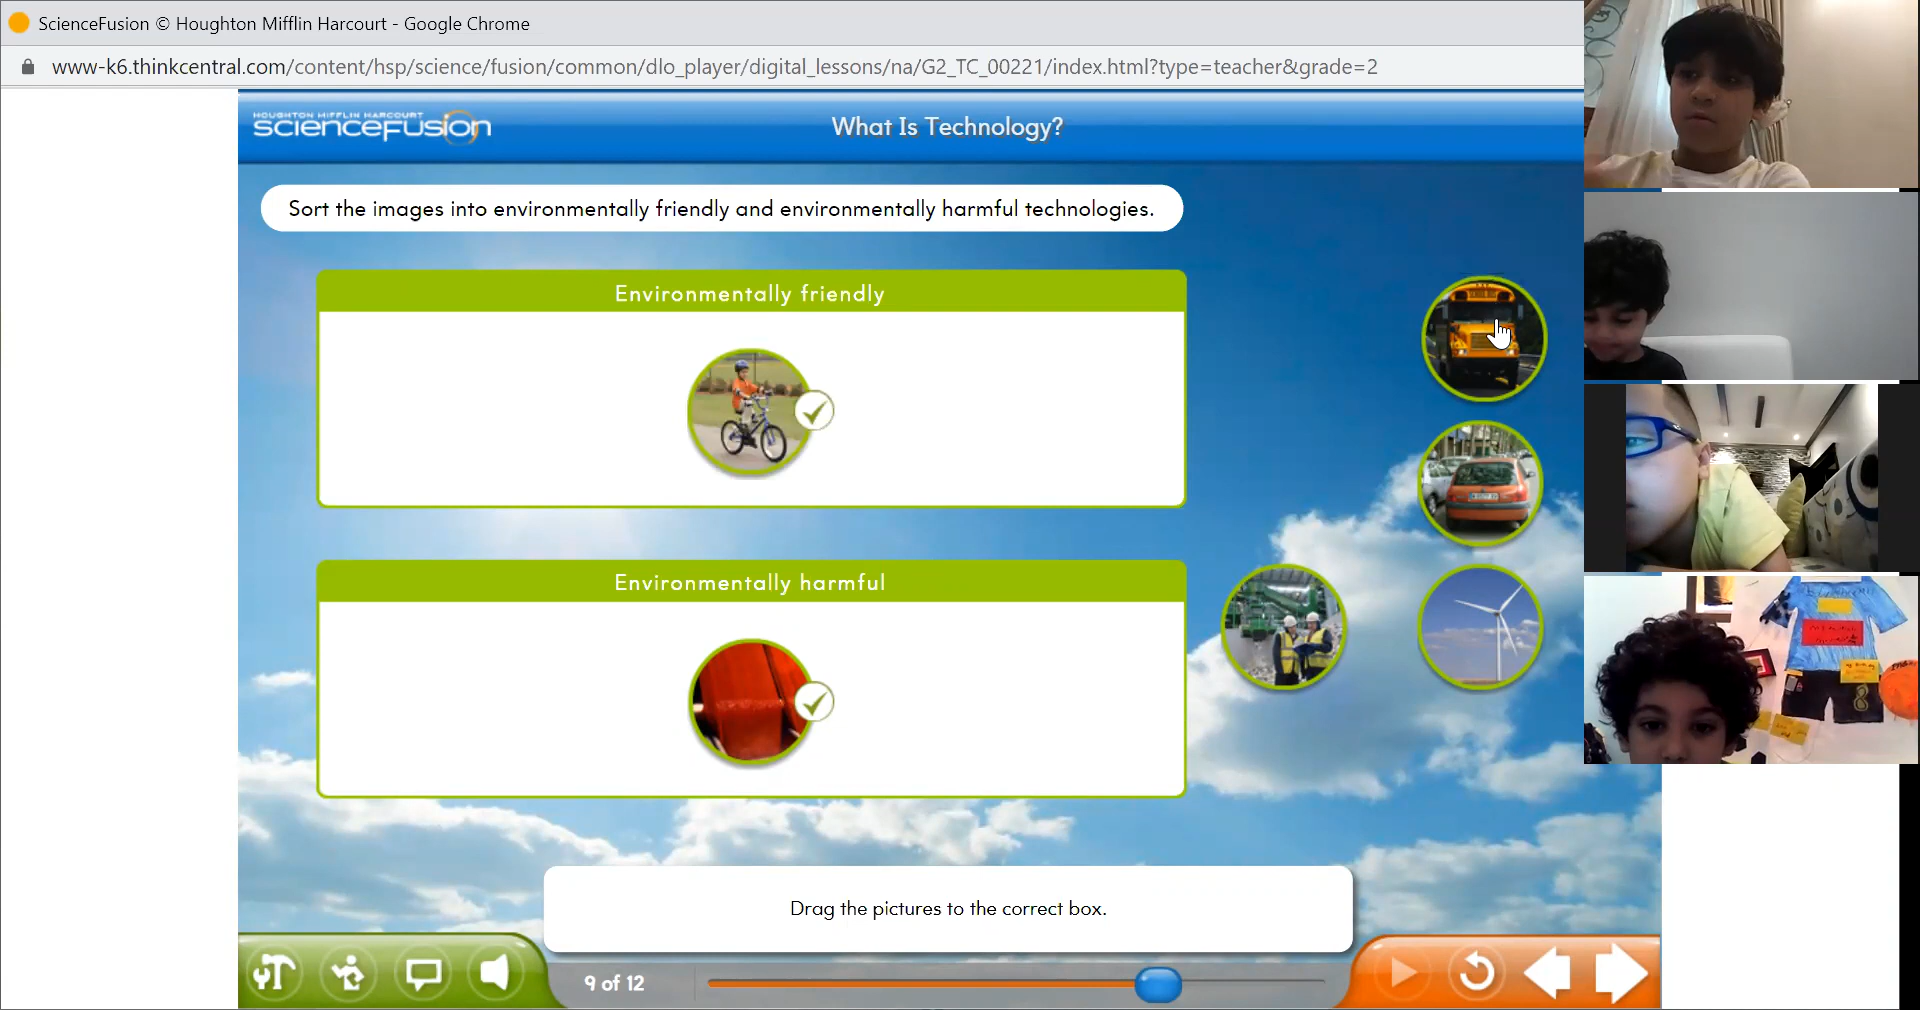 ScienceFusion © Houghton Mifflin Harcourt - Google Chrome
www-k6.thinkcentral.com/content/hsp/science/fusion/common/dlo_player/digital_lessons/na/G2_TC_00221/index.html?type=teacher&grade=2
HOUGHTON MIFFLIN HARCOURT
SCIENCEFUSION
What Is Technology?
Sort the images into environmentally friendly and environmentally harmful technologies.
Environmentally friendly
SCHOOL BUS
Environmentally harmful
Drag the pictures to the correct box.
9 of 12